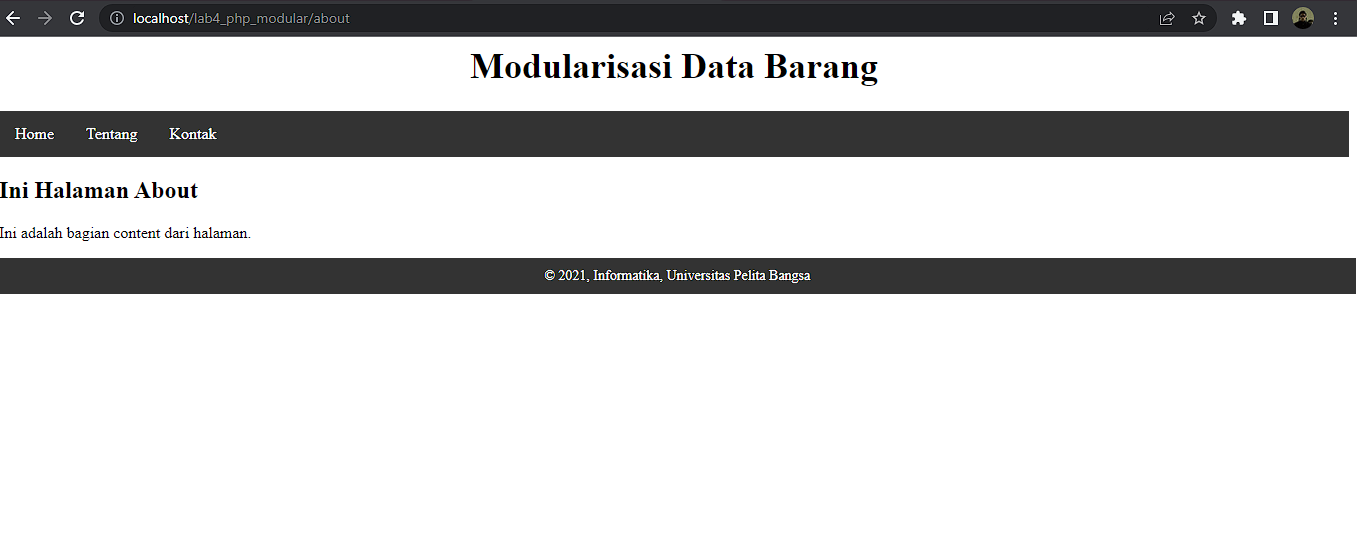 localhost/lab4_php_modular/about
Modularisasi Data Barang
Home Tentang Kontak
Ini Halaman About
Ini adalah bagian content dari halaman.
© 2021, Informatika, Universitas Pelita Bangsa